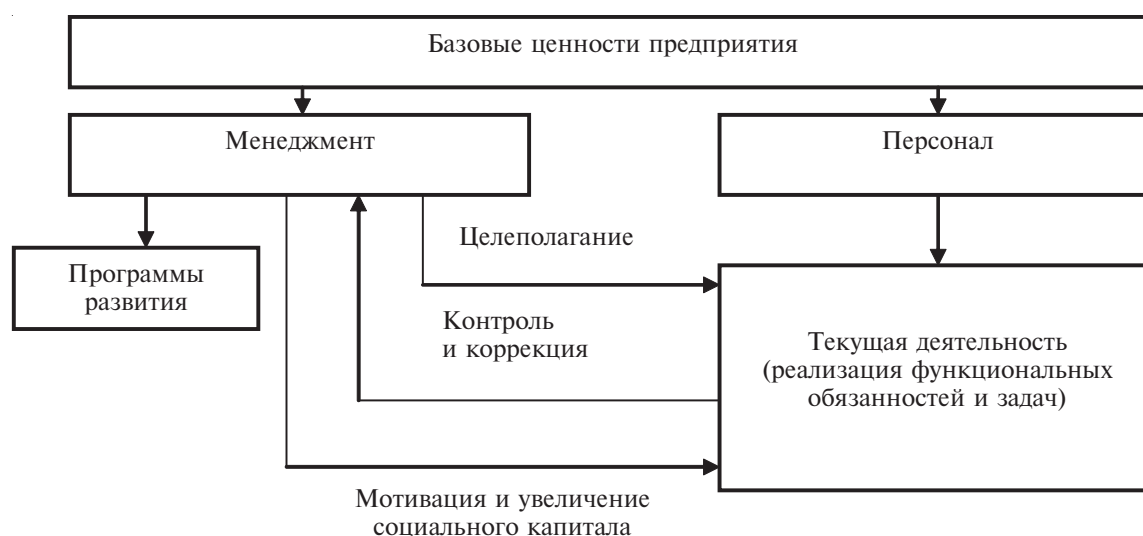 Базовые ценности предприятия
Менеджмент
Персонал
Целеполагание
Программы
развития
Контроль
и коррекция
Текущая деятельность
(реализация функциональных
обязанностей и задач)
Мотивация и увеличение
социального капитала